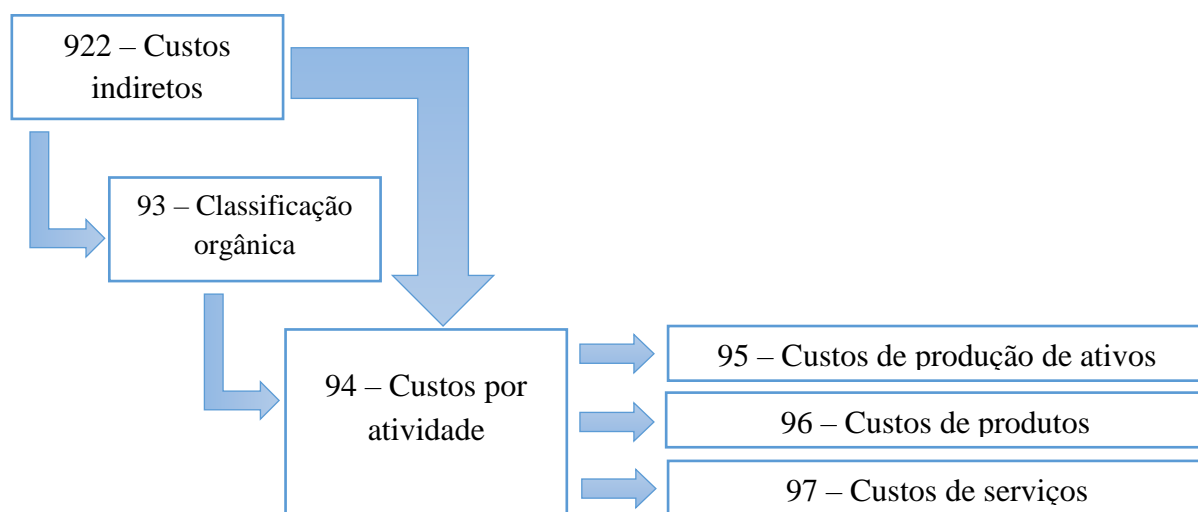 922 – Custos
indiretos
93 – Classificação
orgânica
94 – Custos por
atividade
95 – Custos de produção de ativos
96 – Custos de produtos
97 – Custos de serviços